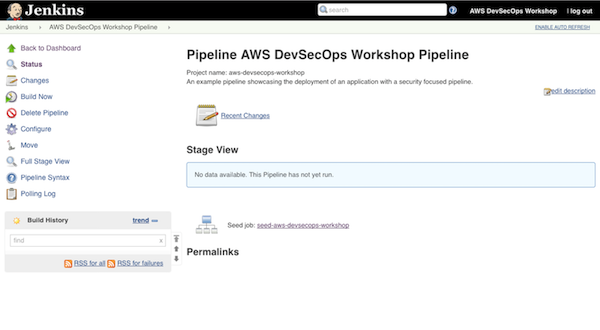 Jenkins
search
AWS DevSecOps Workshop
log out
Jenkins
AWS DevSecOps Workshop Pipeline
ENABLE AUTO REFRESH
Back to Dashboard
Status
Changes
Build Now
Delete Pipeline
Configure
Move
Full Stage View
Pipeline Syntax
Polling Log
Build History
trend
find
x
RSS for all
RSS for failures
Pipeline AWS DevSecOps Workshop Pipeline
Project name: aws-devsecops-workshop
An example pipeline showcasing the deployment of an application with a security focused pipeline.
edit description
Recent Changes
Stage View
No data available. This Pipeline has not yet run.
Seed job: seed-aws-devsecops-workshop
Permalinks